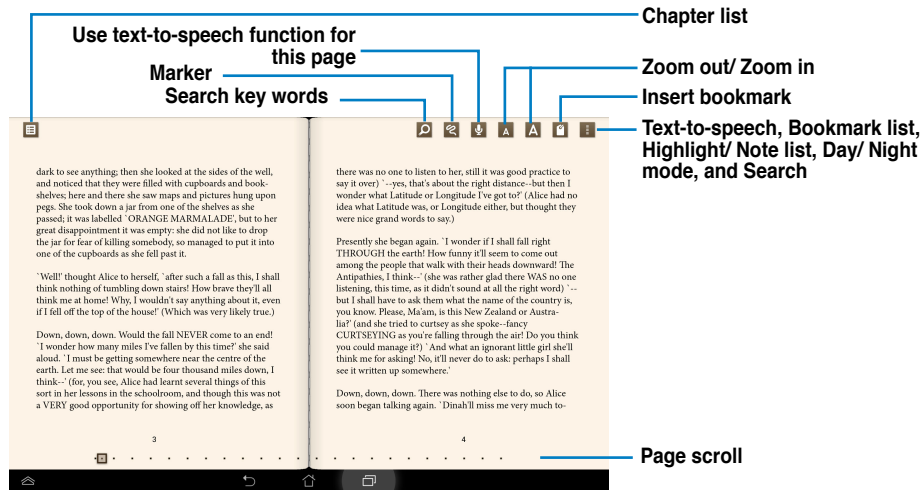 Chapter list
Use text-to-speech function for
this page
Marker
Search key words
Zoom out/ Zoom in
Insert bookmark
Text-to-speech, Bookmark list,
Highlight/ Note list, Day/ Night
mode, and Search
A A
dark to see anything; then she looked at the sides of the well,
and noticed that they were filled with cupboards and book-
shelves; here and there she saw maps and pictures hung upon
pegs. She took down a jar from one of the shelves as she
passed; it was labelled `ORANGE MARMALADE', but to her
great disappointment it was empty: she did not like to drop
the jar for fear of killing somebody, so managed to put it into
one of the cupboards as she fell past it.
`Well!' thought Alice to herself, `after such a fall as this, I shall
think nothing of tumbling down stairs! How brave they'll all
think me at home! Why, I wouldn't say anything about it, even
if I fell off the top of the house!' (Which was very likely true.)
Down, down, down. Would the fall NEVER come to an end!
`I wonder how many miles I've fallen by this time?' she said
aloud. `I must be getting somewhere near the centre of the
earth. Let me see: that would be four thousand miles down, I
think--' (for, you see, Alice had learnt several things of this
sort in her lessons in the schoolroom, and though this was not
a VERY good opportunity for showing off her knowledge, as
3
there was no one to listen to her, still it was good practice to
say it over) `--yes, that's about the right distance--but then I
wonder what Latitude or Longitude I've got to?' (Alice had no
idea what Latitude was, or Longitude either, but thought they
were nice grand words to say.)
Presently she began again. `I wonder if I shall fall right
THROUGH the earth! How funny it'll seem to come out
among the people that walk with their heads downward! The
Antipathies, I think--' (she was rather glad there WAS no one
listening, this time, as it didn't sound at all the right word) `--
but I shall have to ask them what the name of the country is,
you know. Please, Ma'am, is this New Zealand or Austra-
lia?' (and she tried to curtsey as she spoke--fancy
CURTSEYING as you're falling through the air! Do you think
you could manage it?) `And what an ignorant little girl she'll
think me for asking! No, it'll never do to ask: perhaps I shall
see it written up somewhere.'
Down, down, down. There was nothing else to do, so Alice
soon began talking again. `Dinah'll miss me very much to-
4
Page scroll